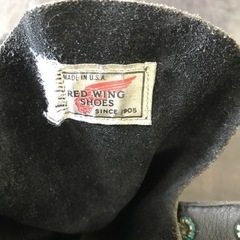 MADE IN U.S.A.
RED WING
SHOES
SINCE 1905